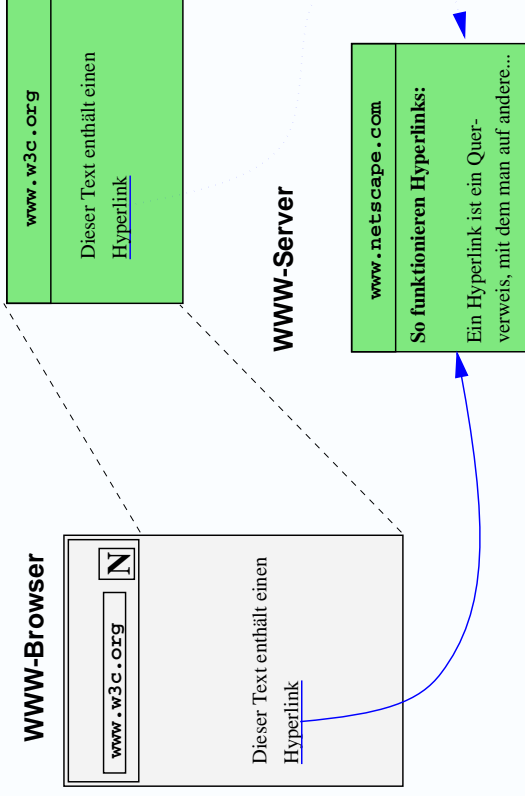 WWW-Browser
www.w3c.org
N
Dieser Text enthält einen
Hyperlink
WWW-Server
www.w3c.org
Dieser Text enthält einen
Hyperlink
www.netscape.com
So funktionieren Hyperlinks:
Ein Hyperlink ist ein Quer-
verweis, mit dem man auf andere...